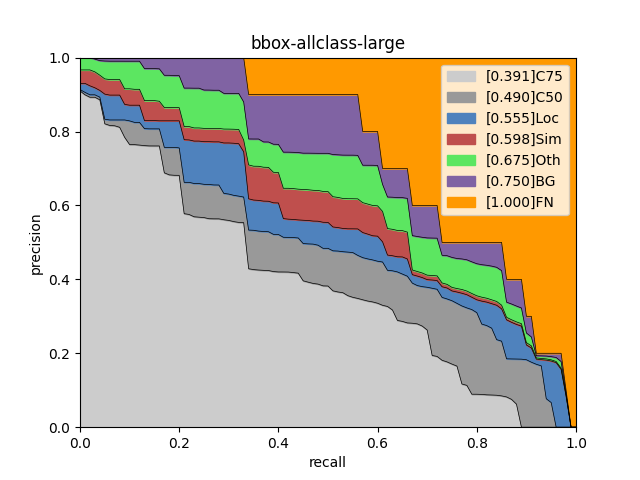 bbox-allclass-large
[0.391]C75
[0.490]C50
[0.555]Loc
[0.598]Sim
[0.675]Oth
[0.750]BG
[1.000]FN
precision
1.0
0.8
0.6
0.4
0.2
0.0
0.0 0.2 0.4 0.6 0.8 1.0
recall